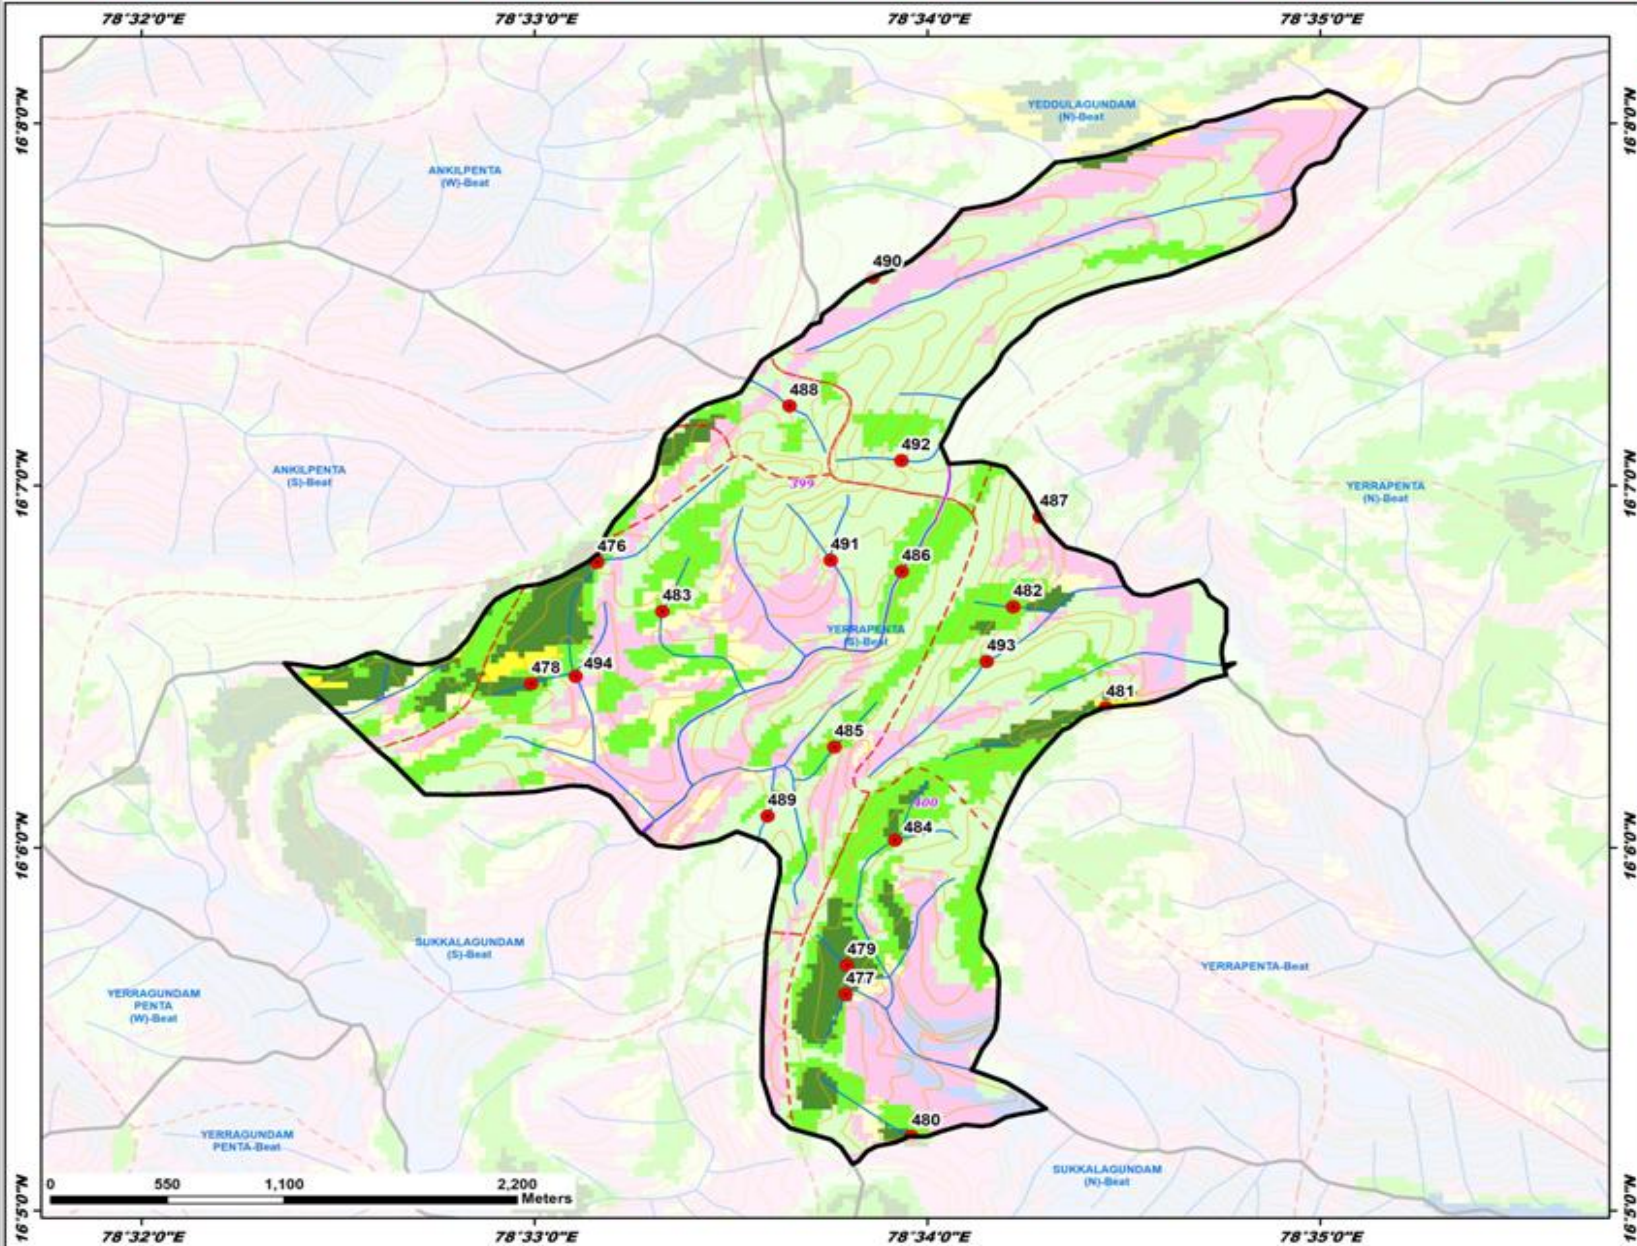 78°32'0"E
78°33'0"E
78°34'0"E
78°35'0"E
16°8'0"N
16°8'0"N
YEDDULAGUNDAM
(N)-Beat
ANKILPENTA
(W)-Beat
490
488
492
ANKILPENTA
(S)-Beat
399
YERRAPENTA
(N)-Beat
16°7'0"N
16°7'0"N
487
476
491
486
483
482
YERRAPENTA
(S)-Beat
493
478
494
481
485
489
400
484
16°6'0"N
16°6'0"N
SUKKALAGUNDAM
(S)-Beat
479
477
YERRAPENTA-Beat
YERRAGUNDAM
PENTA
(W)-Beat
480
YERRAGUNDAM
PENTA-Beat
SUKKALAGUNDAM
(N)-Beat
0
550
1,100
2,200
Meters
16°5'0"N
16°5'0"N
78°32'0"E
78°33'0"E
78°34'0"E
78°35'0"E